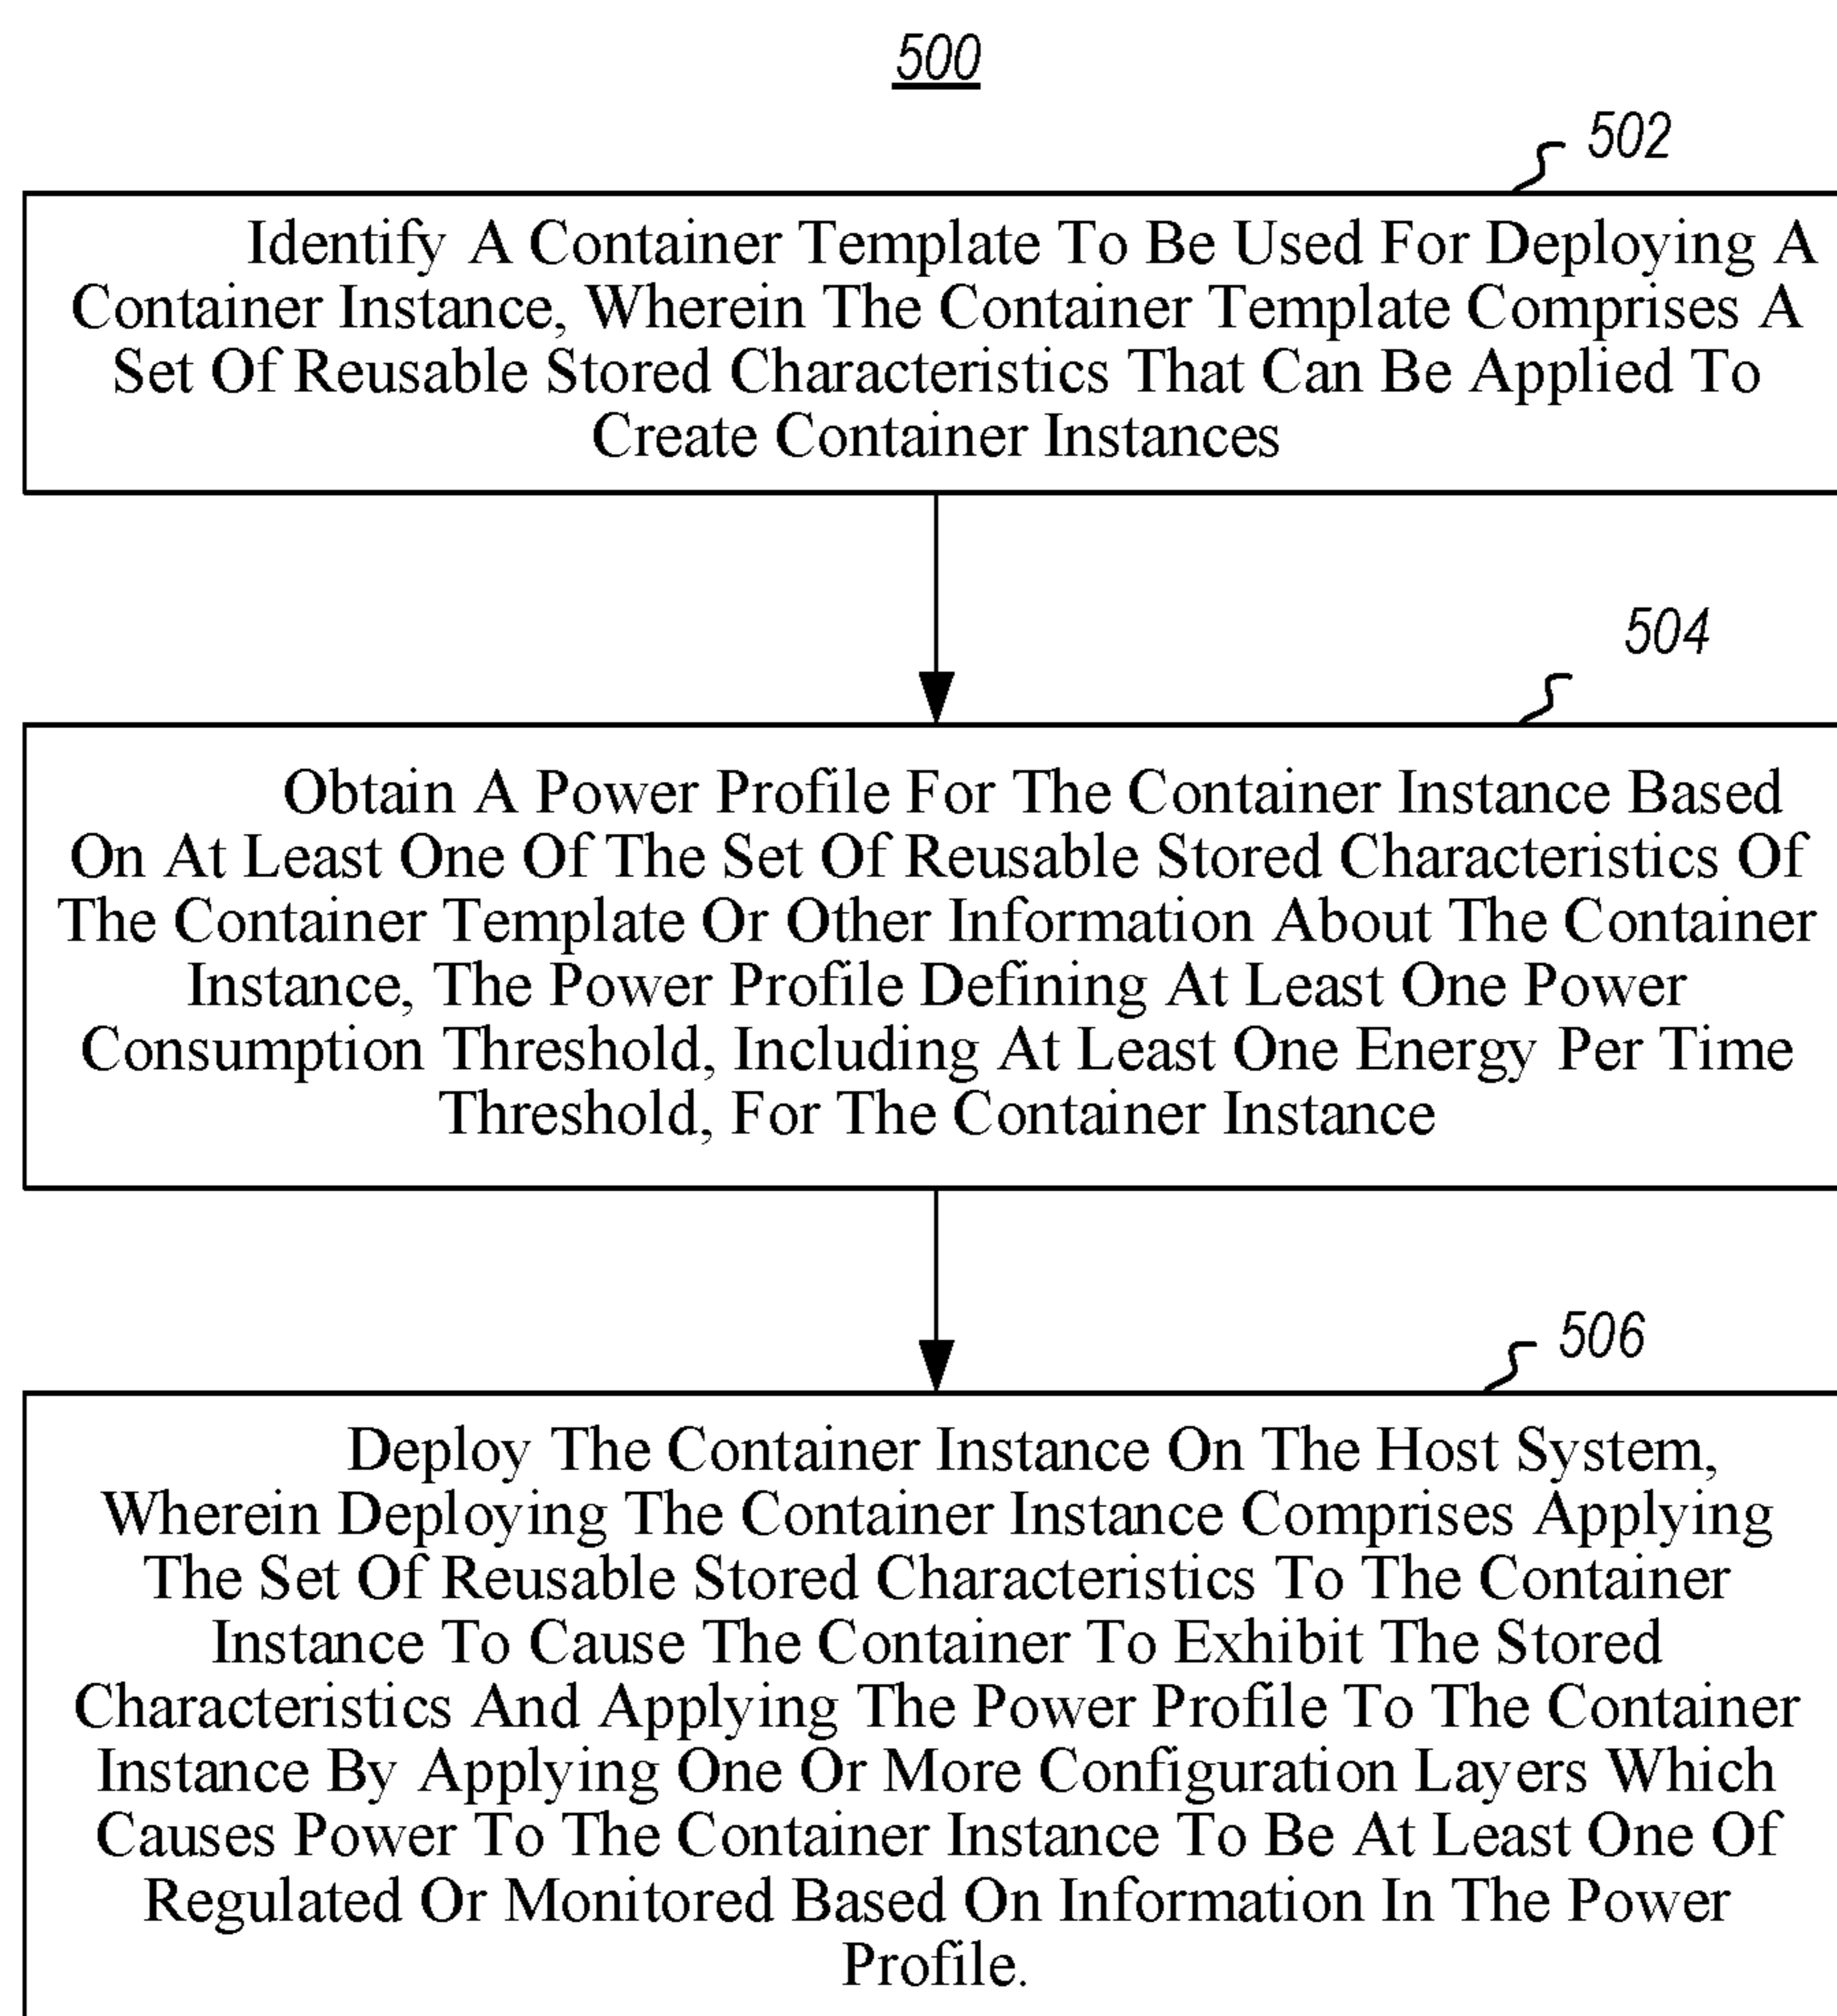 500
502
Identify A Container Template To Be Used For Deploying A
Container Instance, Wherein The Container Template Comprises A
Set Of Reusable Stored Characteristics That Can Be Applied To
Create Container Instances
504
Obtain A Power Profile For The Container Instance Based
On At Least One Of The Set Of Reusable Stored Characteristics Of
The Container Template Or Other Information About The Container
Instance, The Power Profile Defining At Least One Power
Consumption Threshold, Including At Least One Energy Per Time
Threshold, For The Container Instance
506
Deploy The Container Instance On The Host System,
Wherein Deploying The Container Instance Comprises Applying
The Set Of Reusable Stored Characteristics To The Container
Instance To Cause The Container To Exhibit The Stored
Characteristics And Applying The Power Profile To The Container
Instance By Applying One Or More Configuration Layers Which
Causes Power To The Container Instance To Be At Least One Of
Regulated Or Monitored Based On Information In The Power
Profile.